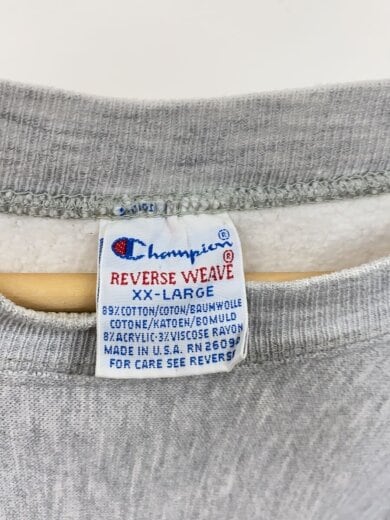 Champion®
REVERSE WEAVE®
XX-LARGE
89% COTTON/COTON/BAUMWOLLE
COTONE/KATOEN/BOMULD
8% ACRYLIC-3% VISCOSE RAYON
MADE IN U.S.A. RN 26094
FOR CARE SEE REVERSE